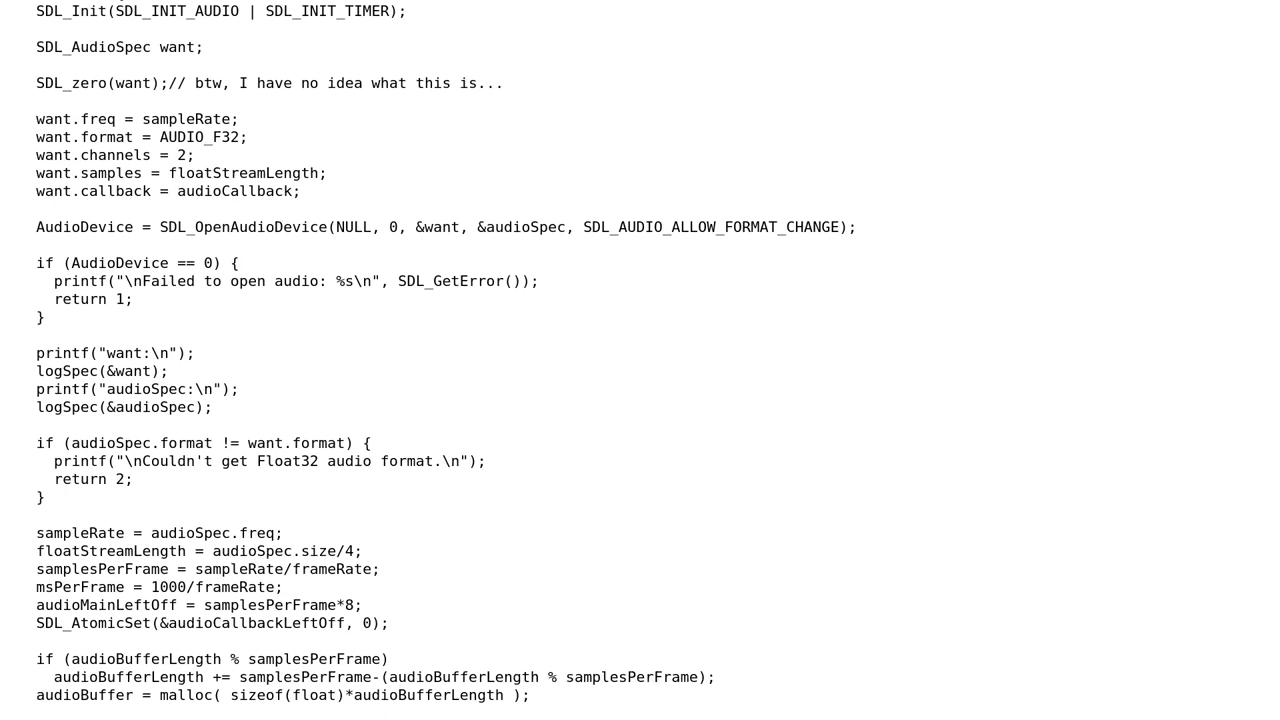 SDL_Init(SDL_INIT_AUDIO | SDL_INIT_TIMER);
SDL_AudioSpec want;
SDL_zero(want);// btw, I have no idea what this is...
want.freq = sampleRate;
want.format = AUDIO_F32;
want.channels = 2;
want.samples = floatStreamLength;
want.callback = audioCallback;
AudioDevice = SDL_OpenAudioDevice(NULL, 0, &want, &audioSpec, SDL_AUDIO_ALLOW_FORMAT_CHANGE);
if (AudioDevice == 0) {
  printf("\nFailed to open audio: %s\n", SDL_GetError());
  return 1;
}
printf("want:\n");
logSpec(&want);
printf("audioSpec:\n");
logSpec(&audioSpec);
if (audioSpec.format != want.format) {
  printf("\nCouldn't get Float32 audio format.\n");
  return 2;
}
sampleRate = audioSpec.freq;
floatStreamLength = audioSpec.size/4;
samplesPerFrame = sampleRate/frameRate;
msPerFrame = 1000/frameRate;
audioMainLeftOff = samplesPerFrame*8;
SDL_AtomicSet(&audioCallbackLeftOff, 0);
if (audioBufferLength % samplesPerFrame)
  audioBufferLength += samplesPerFrame-(audioBufferLength % samplesPerFrame);
audioBuffer = malloc( sizeof(float)*audioBufferLength );